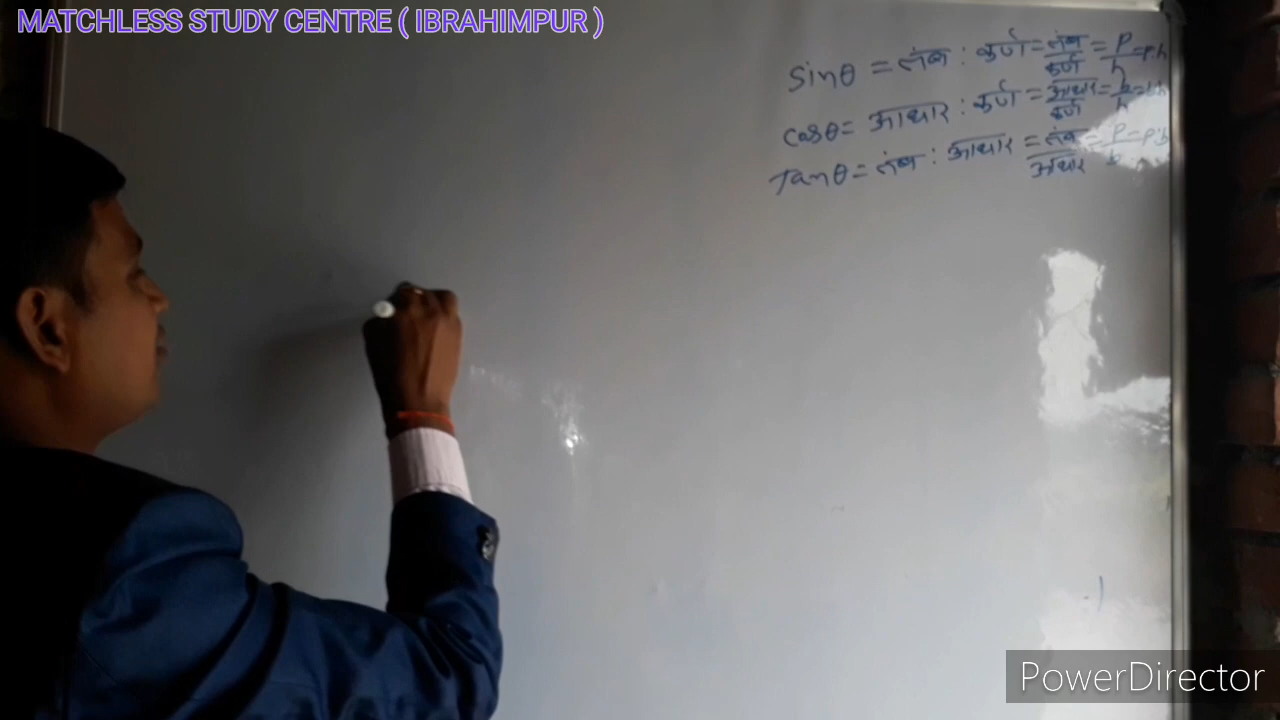 MATCHLESS STUDY CENTRE ( IBRAHIMPUR )
sinθ = लंब : कर्ण = लंब/कर्ण = P/h = P:h
cosθ = आधार : कर्ण = आधार/कर्ण = b/h = b:h
Tanθ = लंब : आधार = लंब/आधार = P/b = P:b
PowerDirector